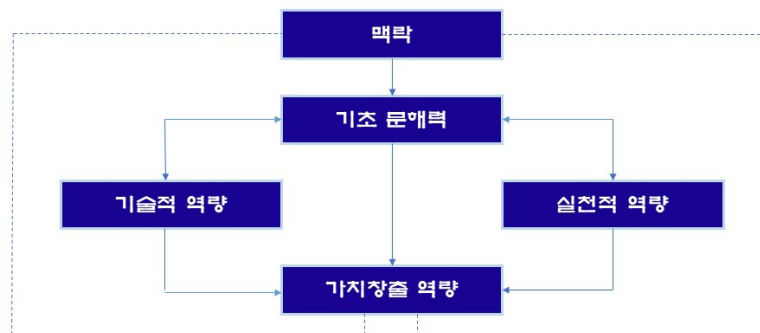 맥락
기초 문해력
기술적 역량
실천적 역량
가치창출 역량